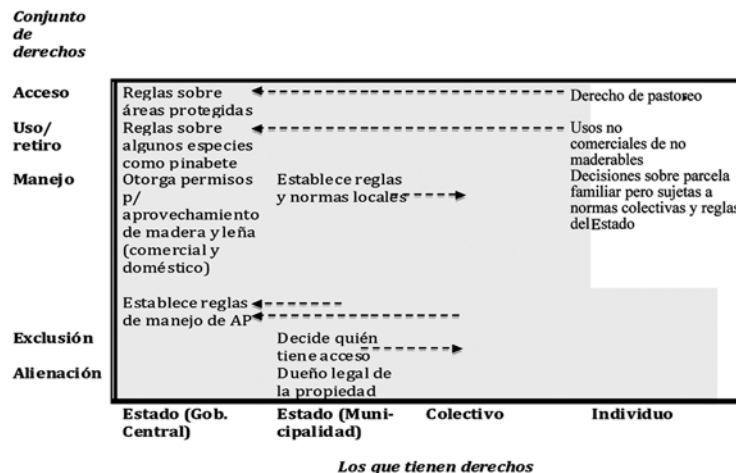 Conjunto
de
derechos
Acceso
Reglas sobre
áreas protegidas
Derecho de pastoreo
Uso/
retiro
Reglas sobre
algunos especies
como pinabete
Usos no
comerciales de no
maderables
Manejo
Otorga permisos
p/
aprovechamiento
de madera y leña
(comercial y
doméstico)
Establece reglas
y normas locales
Decisiones sobre parcela
familiar pero sujetas a
normas colectivas y reglas
del Estado
Establece reglas
de manejo de AP
Exclusión
Decide quién
tiene acceso
Alienación
Dueño legal de
la propiedad
Estado (Gob.
Central)
Estado (Muni-
cipalidad)
Colectivo
Individuo
Los que tienen derechos